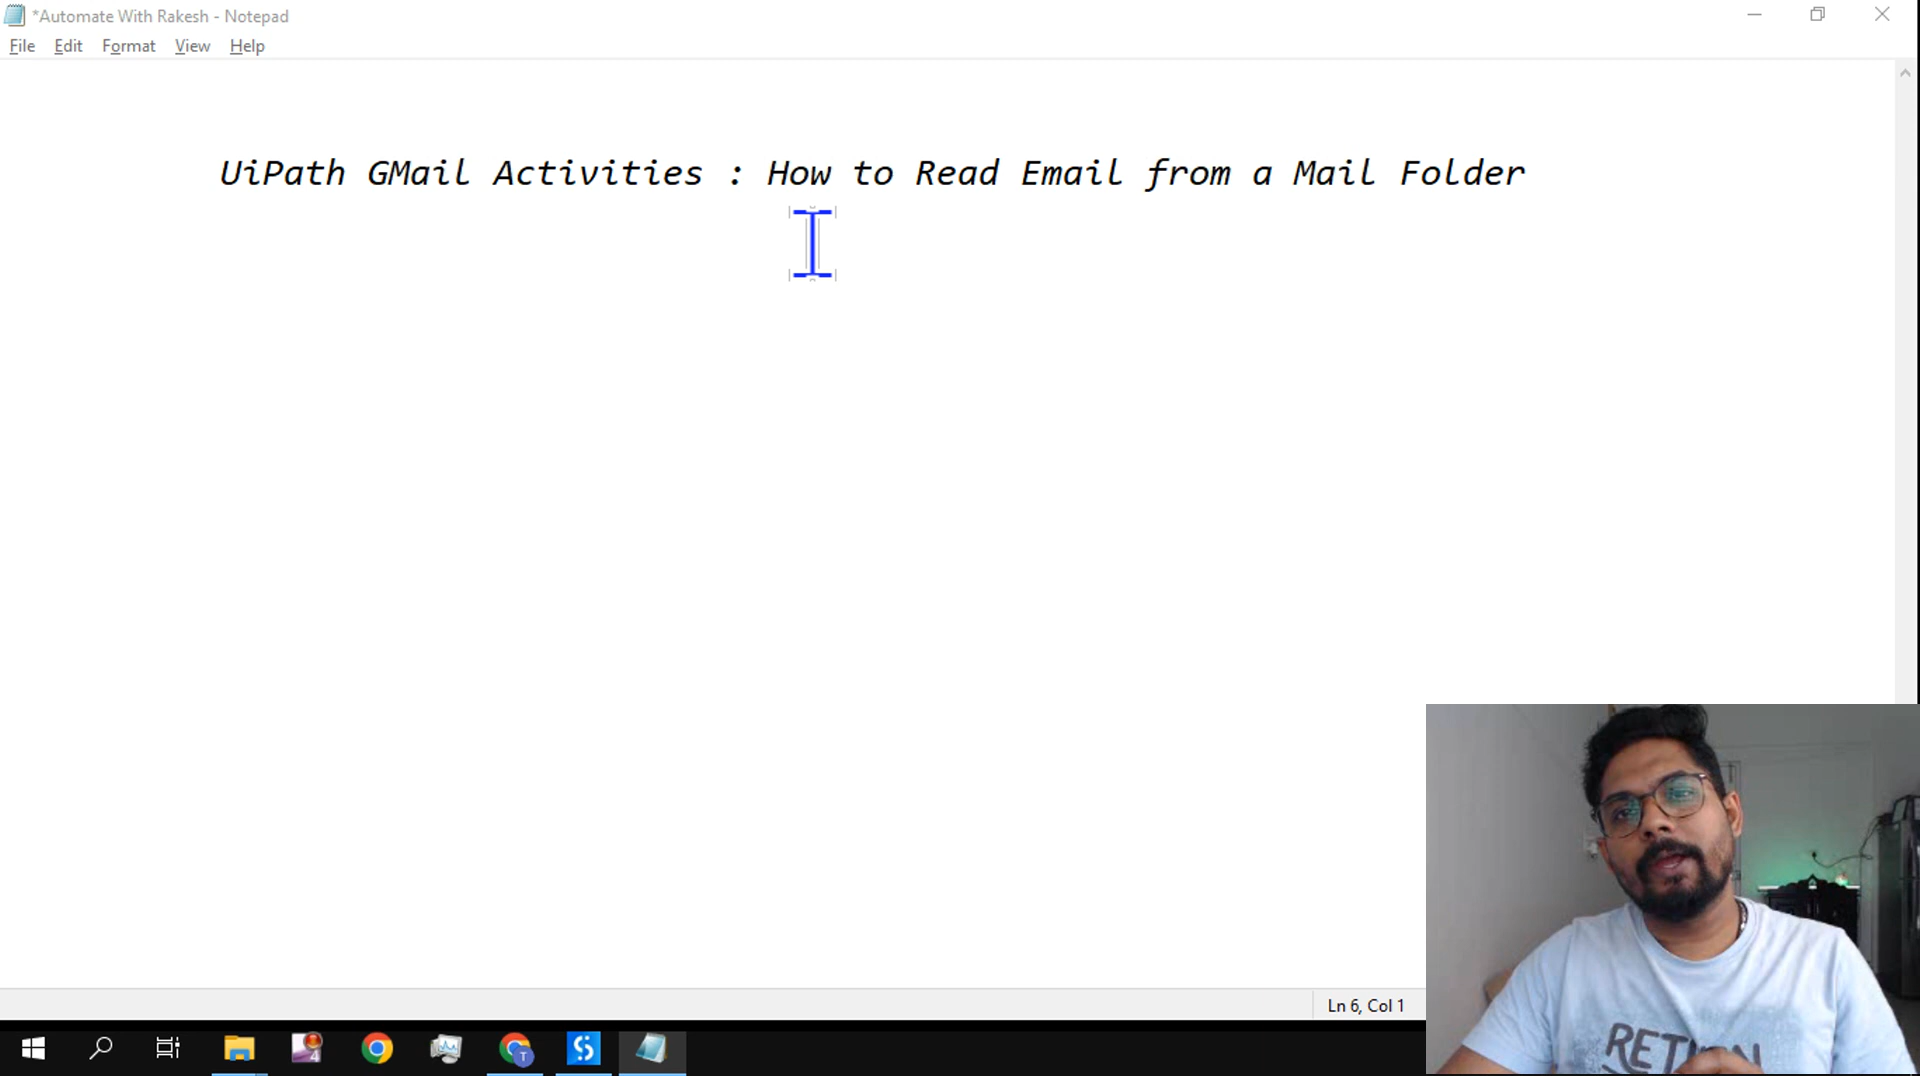 *Automate With Rakesh - Notepad
File Edit Format View Help
UiPath GMail Activities : How to Read Email from a Mail Folder
Ln 6, Col 1
4
T